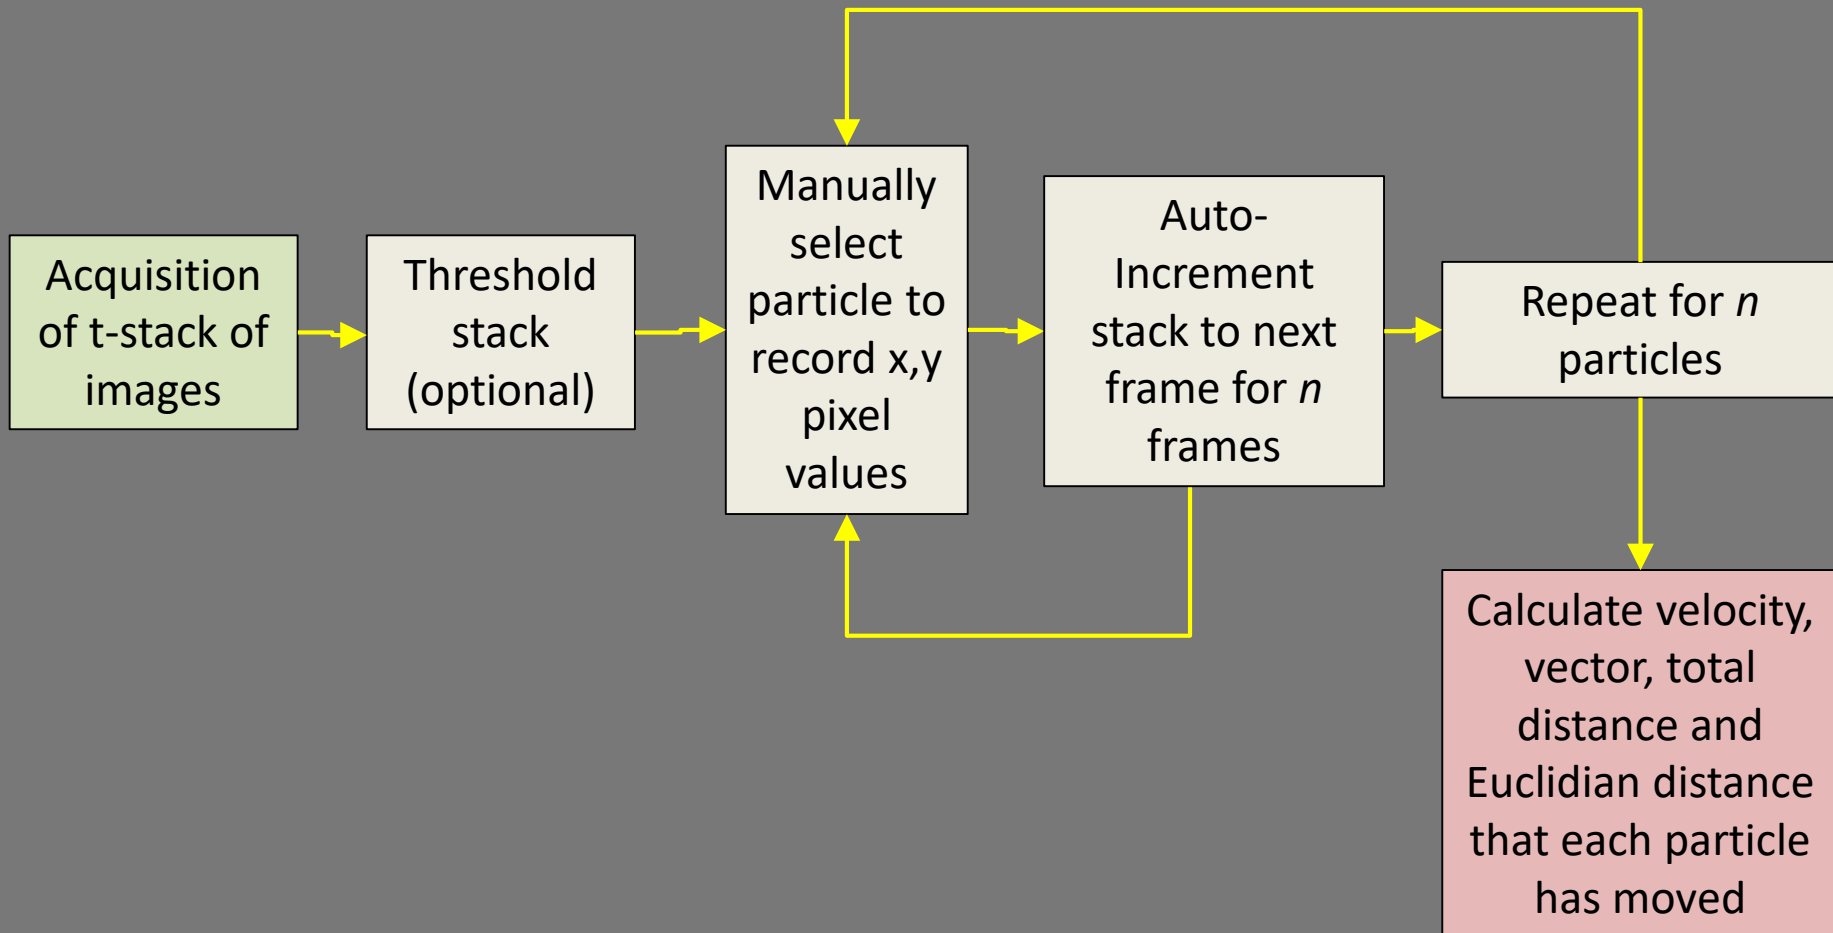 Acquisition
of t-stack of
images
Threshold
stack
(optional)
Manually
select
particle to
record x,y
pixel
values
Auto-
Increment
stack to next
frame for n
frames
Repeat for n
particles
Calculate velocity,
vector, total
distance and
Euclidian distance
that each particle
has moved